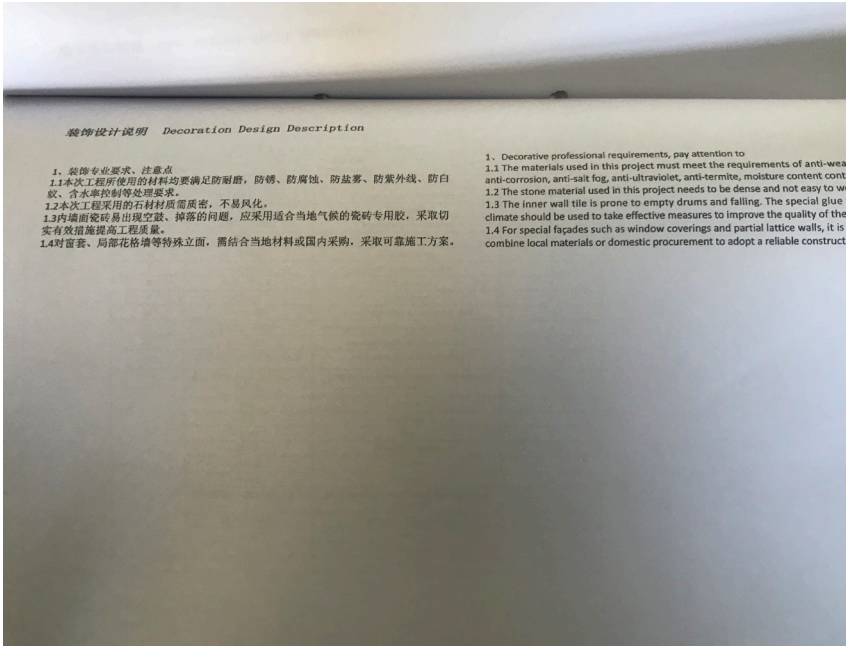 装饰设计说明 Decoration Design Description
1、装饰专业要求、注意点
1.1本次工程所使用的材料均要满足防耐磨，防锈、防腐蚀、防盐雾、防紫外线、防白
蚁、含水率控制等处理要求。
1.2本次工程采用的石材材质需质密，不易风化。
1.3内墙面瓷砖易出现空鼓、掉落的问题，应采用适合当地气候的瓷砖专用胶，采取切
实有效措施提高工程质量。
1.4对窗套、局部花格墙等特殊立面，需结合当地材料或国内采购，采取可靠施工方案。
1、Decorative professional requirements, pay attention to
1.1 The materials used in this project must meet the requirements of anti-wea
anti-corrosion, anti-salt fog, anti-ultraviolet, anti-termite, moisture content cont
1.2 The stone material used in this project needs to be dense and not easy to w
1.3 The inner wall tile is prone to empty drums and falling. The special glue
climate should be used to take effective measures to improve the quality of the
1.4 For special façades such as window coverings and partial lattice walls, it is
combine local materials or domestic procurement to adopt a reliable construct